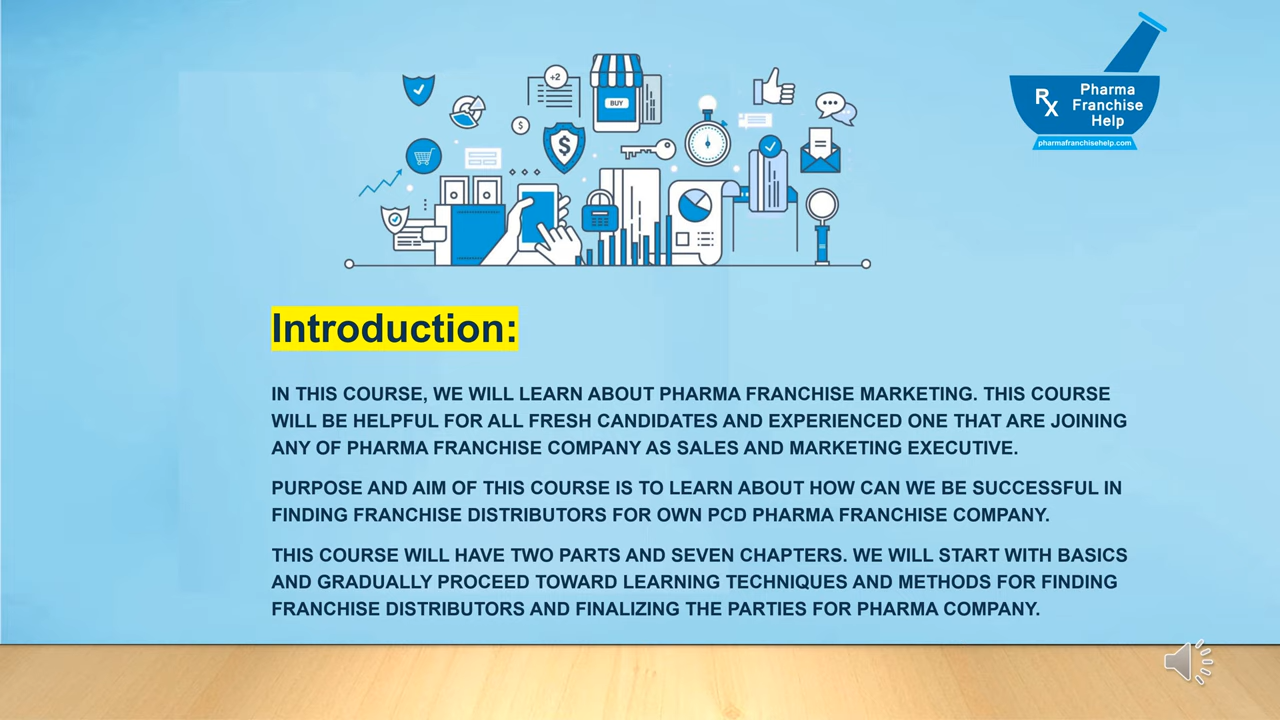 +2
BUY
$
$
Rx
Pharma
Franchise
Help
pharmafranchisehelp.com
Introduction:
IN THIS COURSE, WE WILL LEARN ABOUT PHARMA FRANCHISE MARKETING. THIS COURSE
WILL BE HELPFUL FOR ALL FRESH CANDIDATES AND EXPERIENCED ONE THAT ARE JOINING
ANY OF PHARMA FRANCHISE COMPANY AS SALES AND MARKETING EXECUTIVE.
PURPOSE AND AIM OF THIS COURSE IS TO LEARN ABOUT HOW CAN WE BE SUCCESSFUL IN
FINDING FRANCHISE DISTRIBUTORS FOR OWN PCD PHARMA FRANCHISE COMPANY.
THIS COURSE WILL HAVE TWO PARTS AND SEVEN CHAPTERS. WE WILL START WITH BASICS
AND GRADUALLY PROCEED TOWARD LEARNING TECHNIQUES AND METHODS FOR FINDING
FRANCHISE DISTRIBUTORS AND FINALIZING THE PARTIES FOR PHARMA COMPANY.